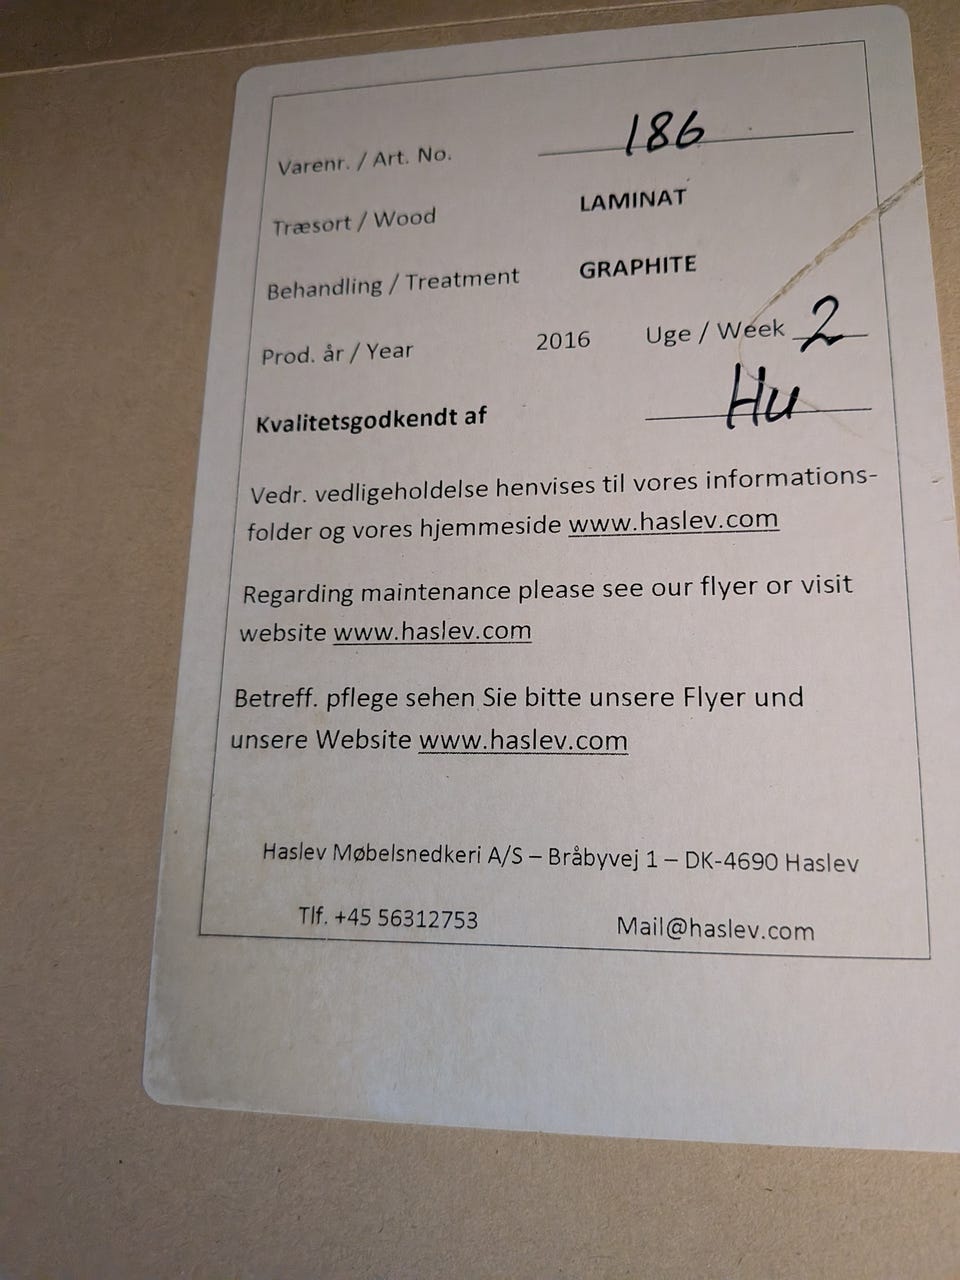 Varenr. / Art. No. 186
Træsort / Wood LAMINAT
Behandling / Treatment GRAPHITE
Prod. år / Year 2016 Uge / Week 2
Kvalitetsgodkendt af Hu
Vedr. vedligeholdelse henvises til vores informations-
folder og vores hjemmeside www.haslev.com
Regarding maintenance please see our flyer or visit
website www.haslev.com
Betreff. pflege sehen Sie bitte unsere Flyer und
unsere Website www.haslev.com
Haslev Møbelsnedkeri A/S – Bråbyvej 1 – DK-4690 Haslev
Tlf. +45 56312753 Mail@haslev.com